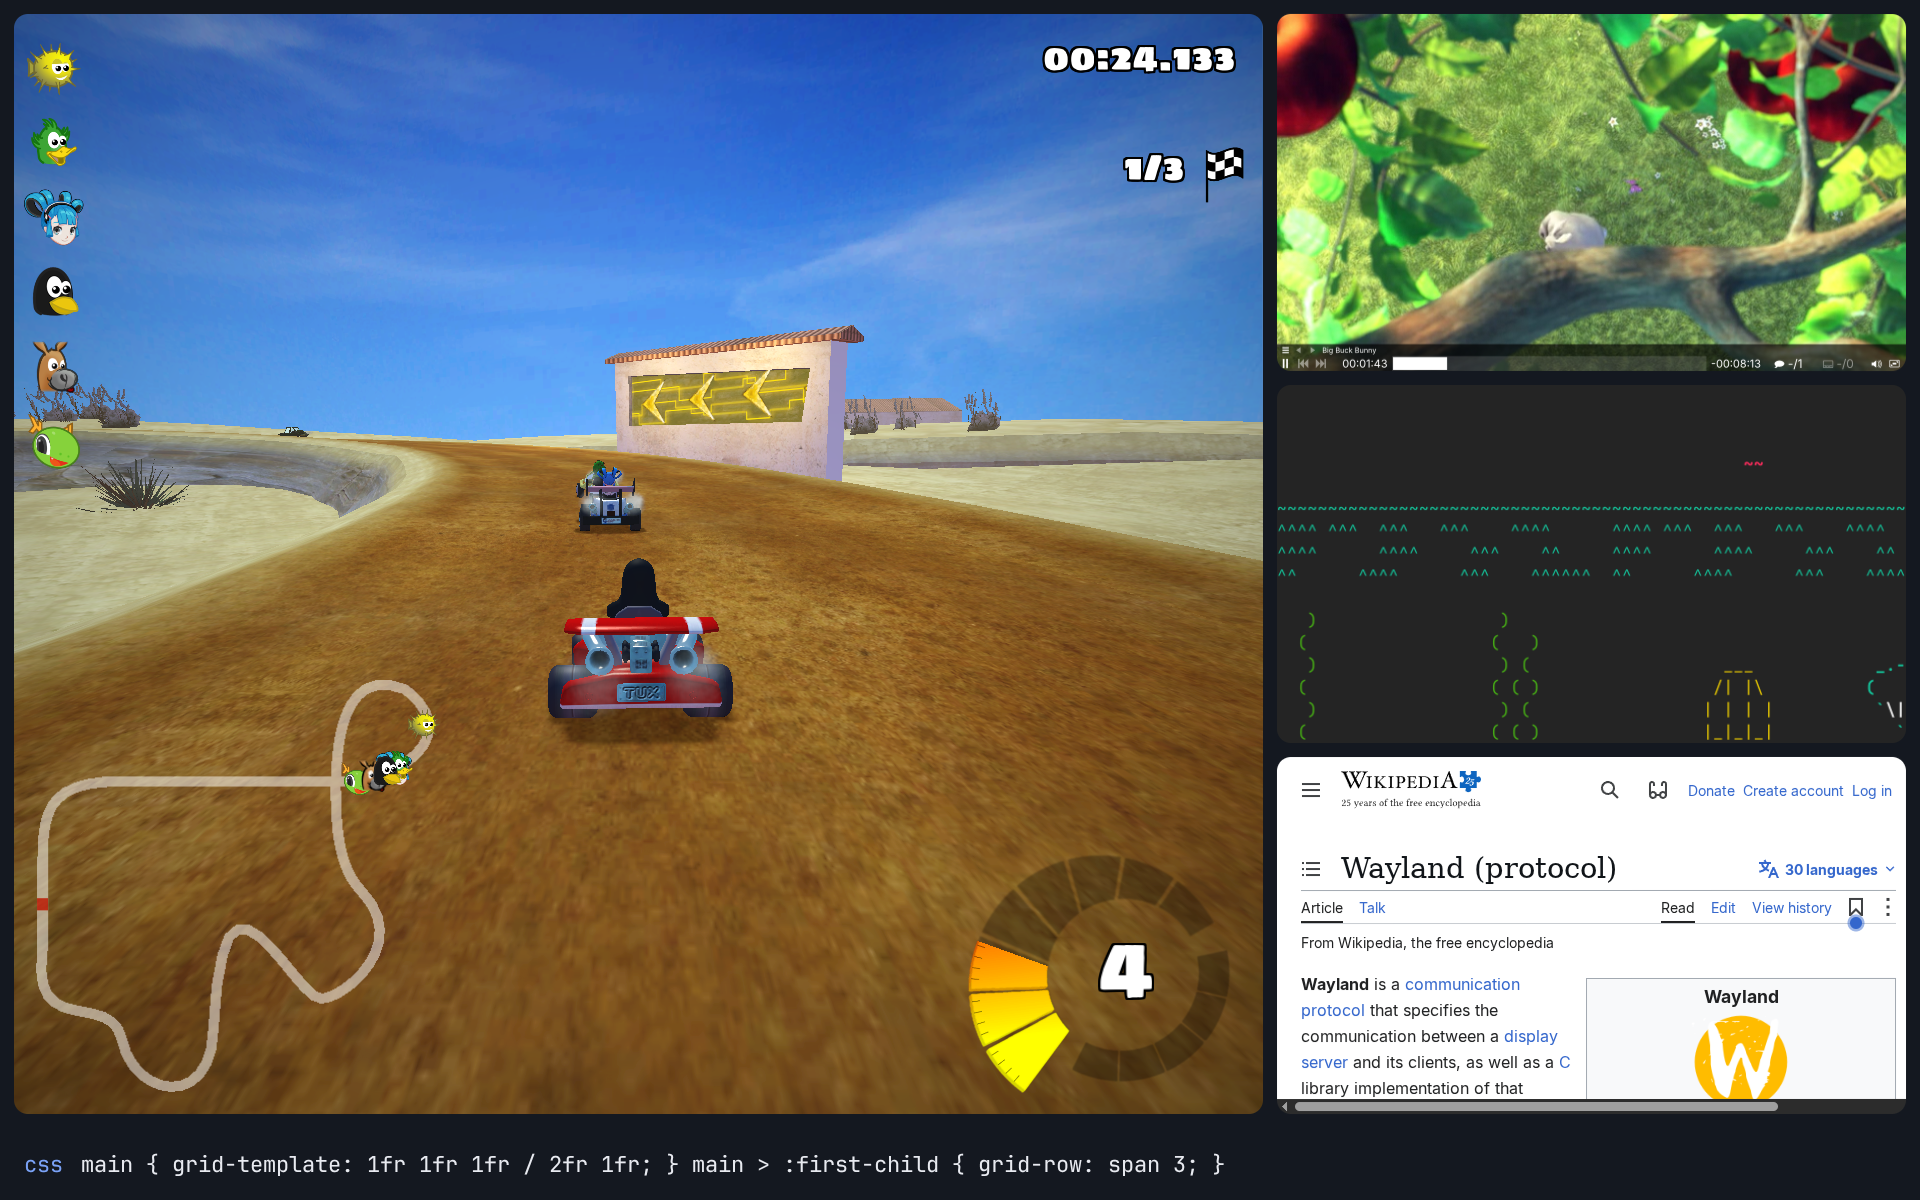 00:24.133
1/3
TUX
4
Big Buck Bunny
00:01:43
-00:08:13
-/1
-/0
WIKIPEDIA
25
25 years of the free encyclopedia
Donate Create account Log in
Wayland (protocol)
30 languages
Article Talk Read Edit View history
From Wikipedia, the free encyclopedia
Wayland is a communication
protocol that specifies the
communication between a display
server and its clients, as well as a C
library implementation of that
Wayland
W
css main { grid-template: 1fr 1fr 1fr / 2fr 1fr; } main > :first-child { grid-row: span 3; }